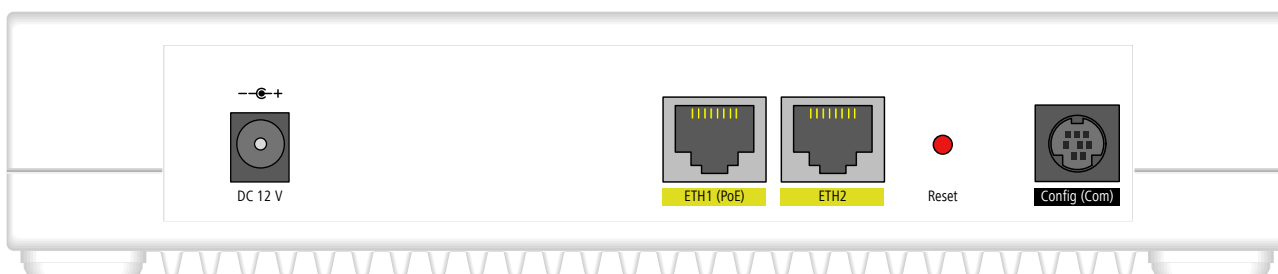 DC 12 V
ETH1 (PoE)
ETH2
Reset
Config (Com)